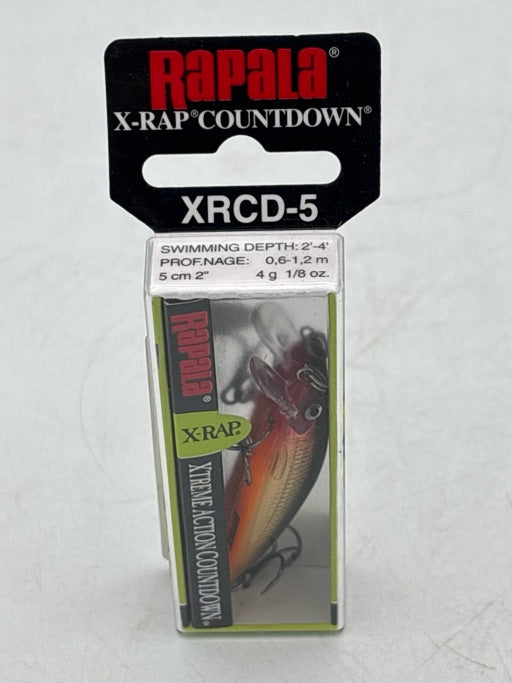 RAPALA®
X-RAP® COUNTDOWN®
XRCD-5
SWIMMING DEPTH: 2'-4'
PROF.NAGE: 0,6-1,2 m
5 cm 2" 4 g 1/8 oz.
RAPALA®
X-RAP®
XTREME ACTION COUNTDOWN®